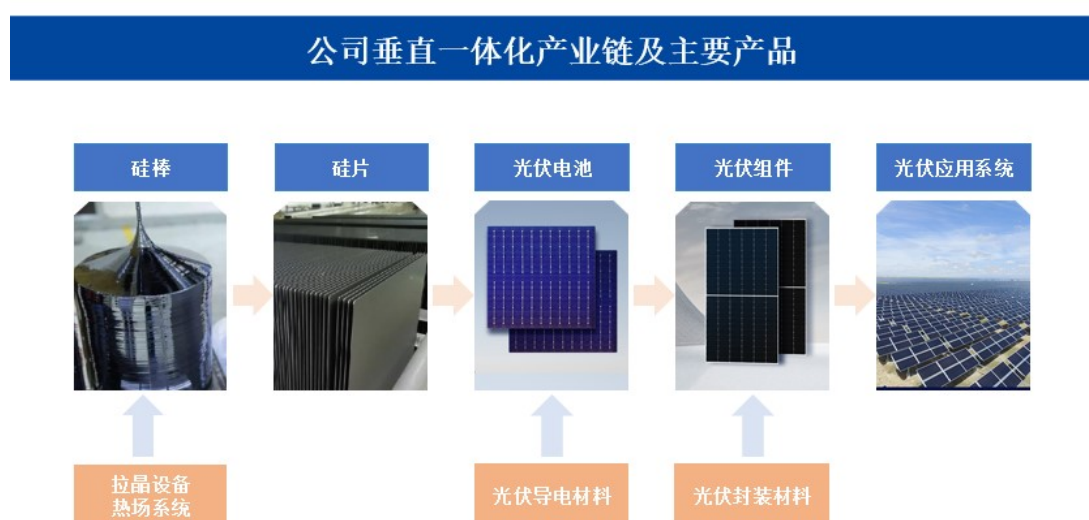 公司垂直一体化产业链及主要产品
硅棒
硅片
光伏电池
光伏组件
光伏应用系统
拉晶设备
热场系统
光伏导电材料
光伏封装材料